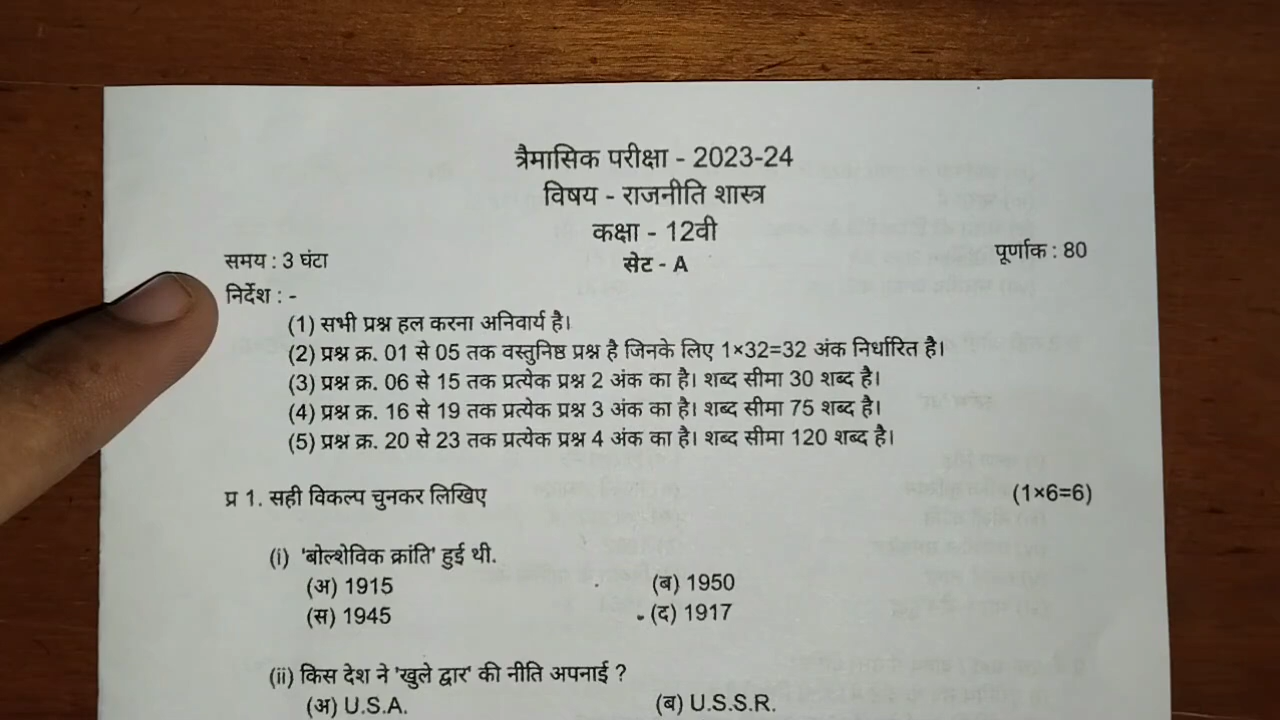 त्रैमासिक परीक्षा - 2023-24
विषय - राजनीति शास्त्र
कक्षा - 12वी
समय : 3 घंटा सेट - A पूर्णाक : 80
निर्देश : -
(1) सभी प्रश्न हल करना अनिवार्य है।
(2) प्रश्न क्र. 01 से 05 तक वस्तुनिष्ठ प्रश्न है जिनके लिए 1×32=32 अंक निर्धारित है।
(3) प्रश्न क्र. 06 से 15 तक प्रत्येक प्रश्न 2 अंक का है। शब्द सीमा 30 शब्द है।
(4) प्रश्न क्र. 16 से 19 तक प्रत्येक प्रश्न 3 अंक का है। शब्द सीमा 75 शब्द है।
(5) प्रश्न क्र. 20 से 23 तक प्रत्येक प्रश्न 4 अंक का है। शब्द सीमा 120 शब्द है।
प्र 1. सही विकल्प चुनकर लिखिए (1×6=6)
(i) 'बोल्शेविक क्रांति' हुई थी.
(अ) 1915 (ब) 1950
(स) 1945 (द) 1917
(ii) किस देश ने 'खुले द्वार' की नीति अपनाई ?
(अ) U.S.A. (ब) U.S.S.R.